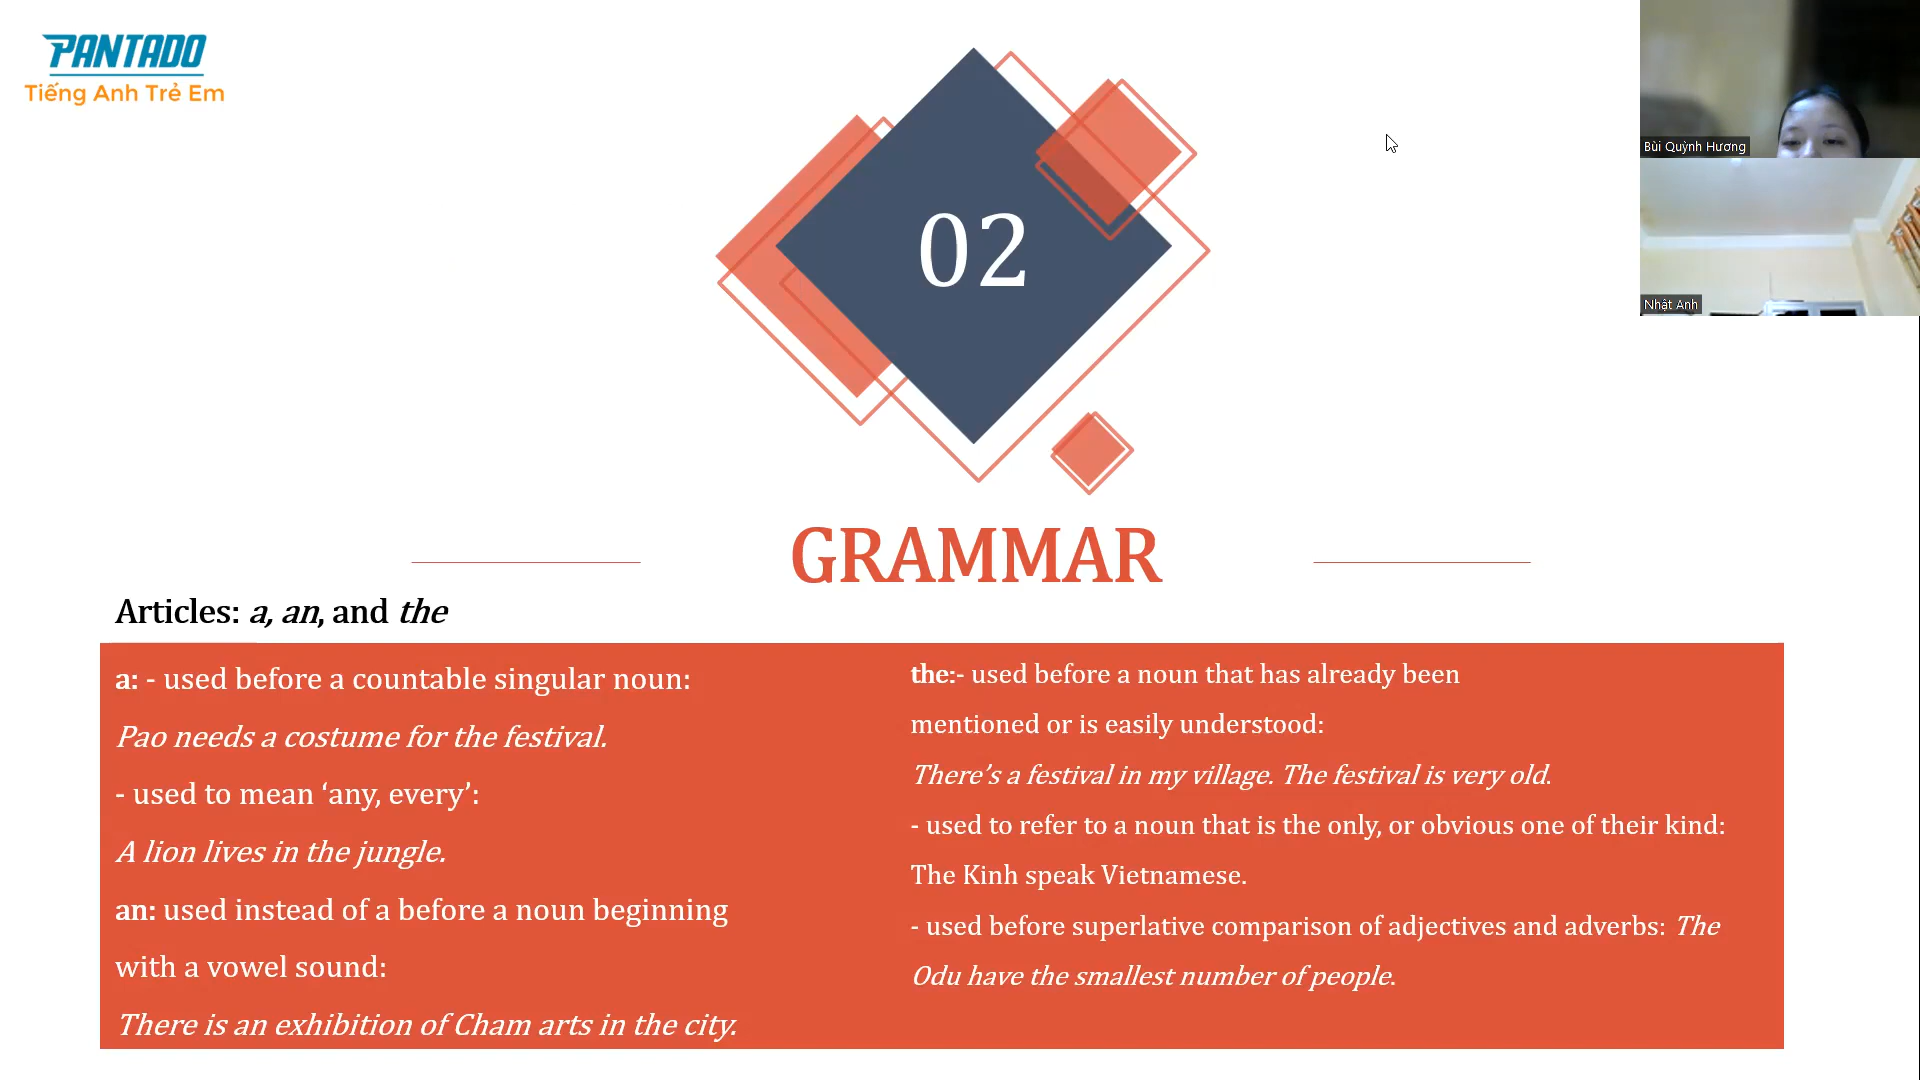 PANTADO
Tiếng Anh Trẻ Em
Bùi Quỳnh Hương
Nhật Anh
02
GRAMMAR
Articles: a, an, and the
a: - used before a countable singular noun:
Pao needs a costume for the festival.
- used to mean ‘any, every’:
A lion lives in the jungle.
an: used instead of a before a noun beginning
with a vowel sound:
There is an exhibition of Cham arts in the city.
the:- used before a noun that has already been
mentioned or is easily understood:
There’s a festival in my village. The festival is very old.
- used to refer to a noun that is the only, or obvious one of their kind:
The Kinh speak Vietnamese.
- used before superlative comparison of adjectives and adverbs: The
Odu have the smallest number of people.